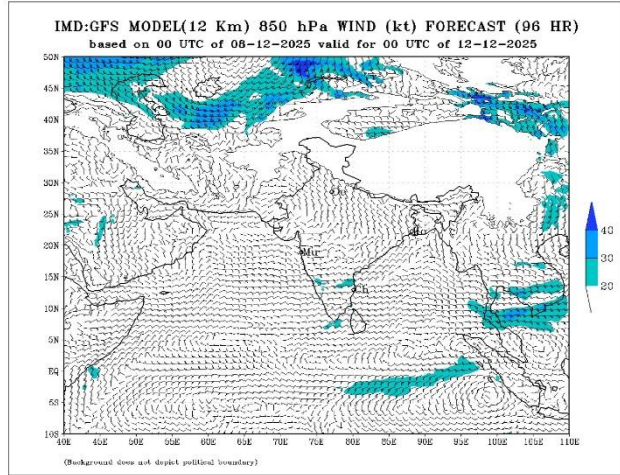 IMD:GFS MODEL(12 Km) 850 hPa WIND (kt) FORECAST (96 HR)
based on 00 UTC of 08-12-2025 valid for 00 UTC of 12-12-2025
50N
45N
40N
35N
30N
25N
20N
15N
10N
5N
EQ
5S
10S
40E 45E 50E 55E 60E 65E 70E 75E 80E 85E 90E 95E 100E 105E 110E
Mu
Ch
40
30
20
(Background does not depict political boundary)